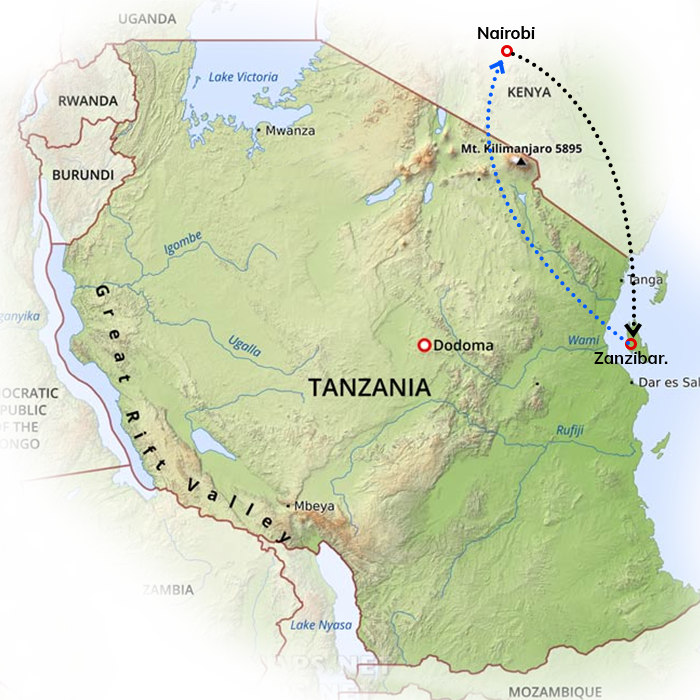 UGANDA
Nairobi
Lake Victoria
KENYA
RWANDA
Mwanza
Mt. Kilimanjaro 5895
BURUNDI
Igombe
Tanga
Great Rift Valley
ganyika
Ugalla
Dodoma
Wami
Zanzibar.
TANZANIA
Dar es Sal
OCRATIC
PUBLIC
OF THE
ONGO
Rufiji
Mbeya
ZAMBIA
Lake Nyasa
MOZAMBIQUE